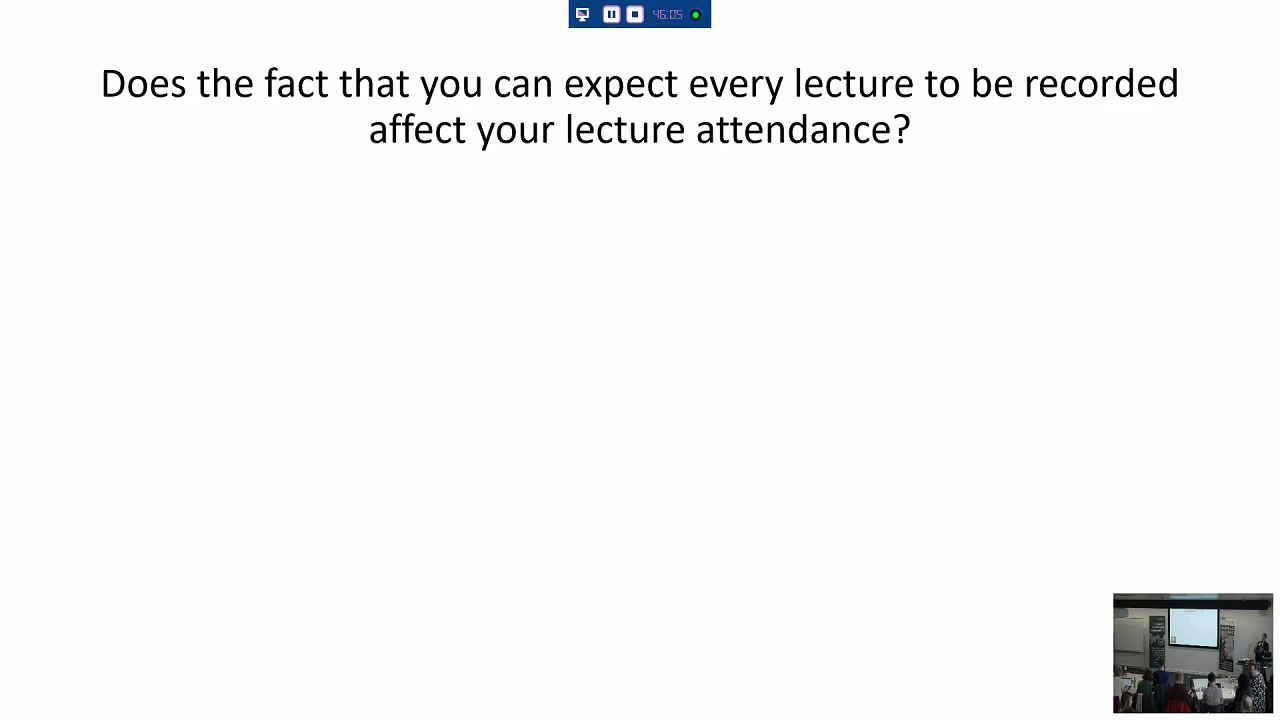 46:05
Does the fact that you can expect every lecture to be recorded
affect your lecture attendance?